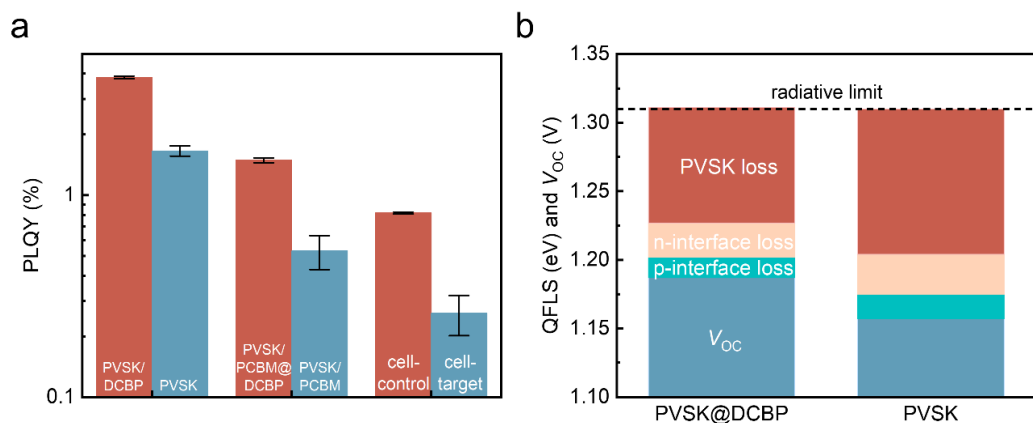 a
PLQY (%)
1
0.1
PVSK/
DCBP
PVSK
PVSK/
PCBM@
DCBP
PVSK/
PCBM
cell-
control
cell-
target
b
QFLS (eV) and VOC (V)
1.35
1.30
1.25
1.20
1.15
1.10
radiative limit
PVSK loss
n-interface loss
p-interface loss
VOC
PVSK@DCBP
PVSK